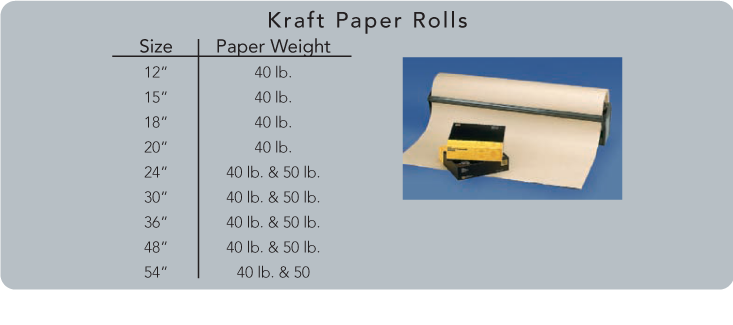 Kraft Paper Rolls
Size Paper Weight
12” 40 lb.
15” 40 lb.
18” 40 lb.
20” 40 lb.
24” 40 lb. & 50 lb.
30” 40 lb. & 50 lb.
36” 40 lb. & 50 lb.
48” 40 lb. & 50 lb.
54” 40 lb. & 50